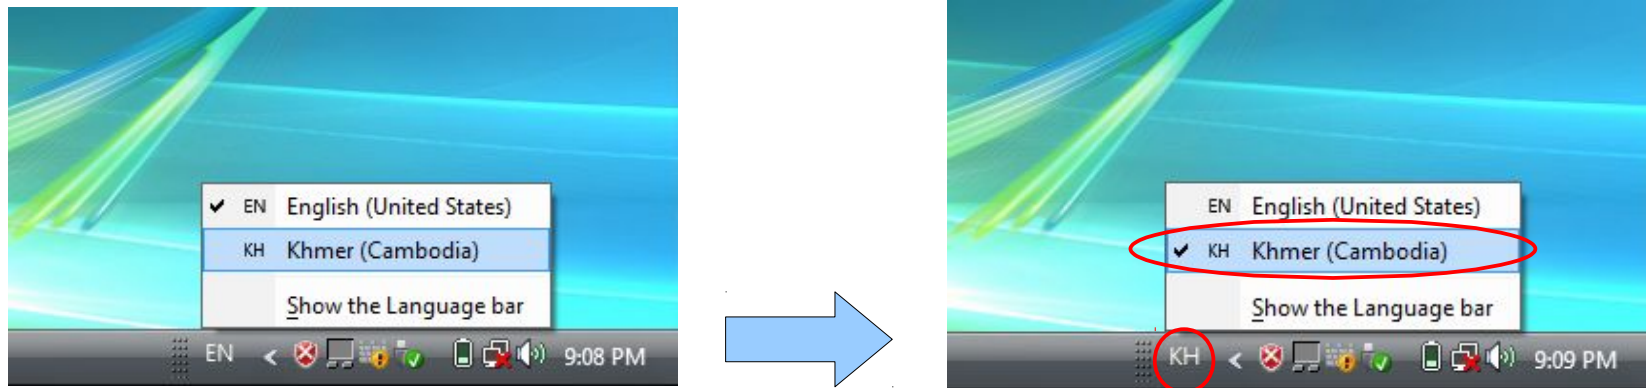 ✔ EN English (United States)
KH Khmer (Cambodia)
Show the Language bar
EN < 9:08 PM
EN English (United States)
✔ KH Khmer (Cambodia)
Show the Language bar
KH < 9:09 PM